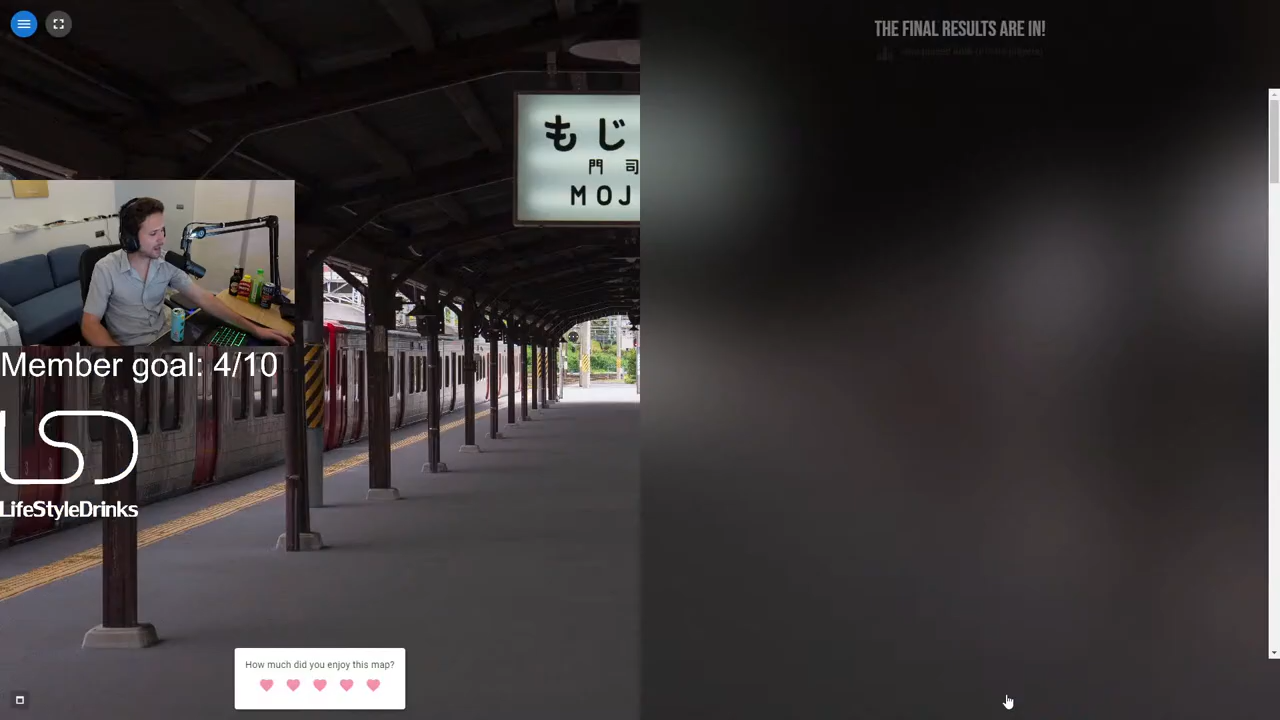 THE FINAL RESULTS ARE IN!
もじ
門 司
MOJ
Member goal: 4/10
LSD
LifeStyleDrinks
How much did you enjoy this map?